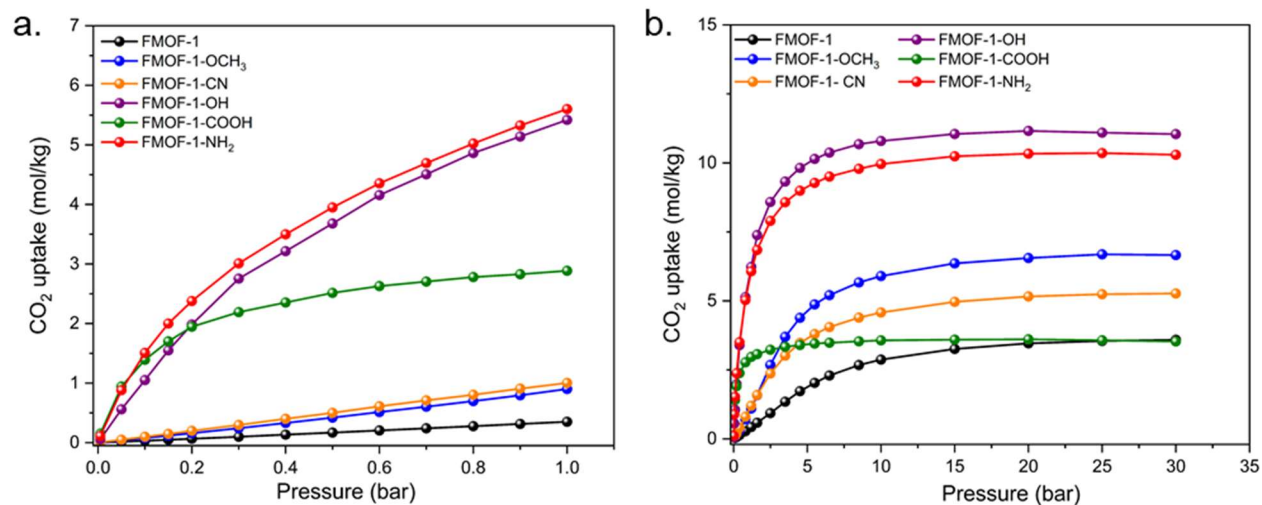 a.
CO₂ uptake (mol/kg)
7
6
5
4
3
2
1
0
FMOF-1
FMOF-1-OCH₃
FMOF-1-CN
FMOF-1-OH
FMOF-1-COOH
FMOF-1-NH₂
0.0 0.2 0.4 0.6 0.8 1.0
Pressure (bar)
b.
CO₂ uptake (mol/kg)
15
10
5
0
FMOF-1 FMOF-1-OH
FMOF-1-OCH₃ FMOF-1-COOH
FMOF-1- CN FMOF-1-NH₂
0 5 10 15 20 25 30 35
Pressure (bar)